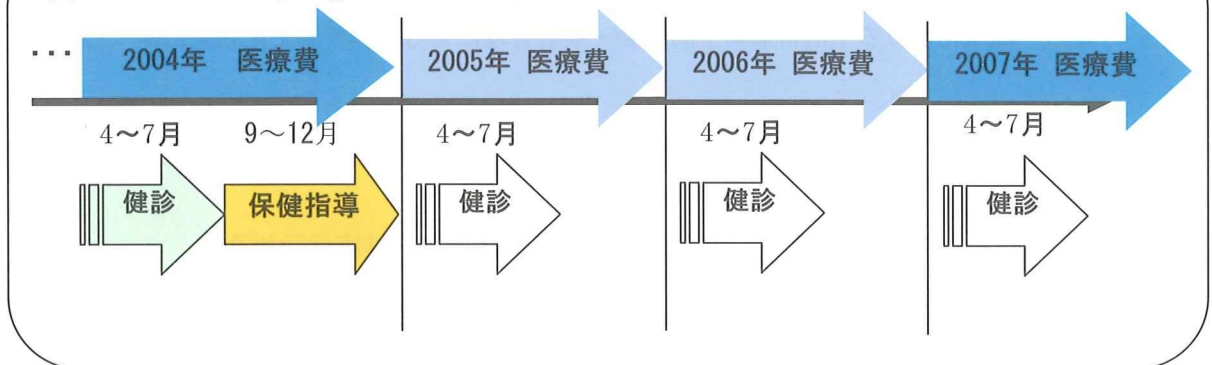 … 2004年 医療費 2005年 医療費 2006年 医療費 2007年 医療費
4～7月 9～12月 4～7月 4～7月 4～7月
健診 保健指導 健診 健診 健診